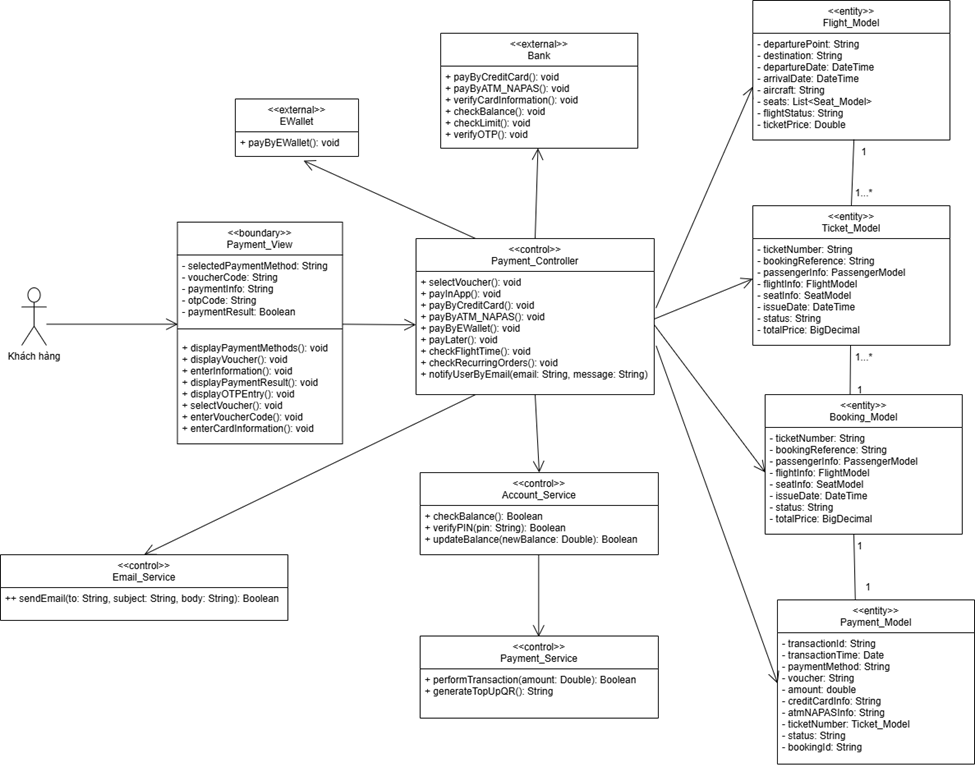 <<entity>>
Flight_Model
- departurePoint: String
- destination: String
- departureDate: DateTime
- arrivalDate: DateTime
- aircraft: String
- seats: List<Seat_Model>
- flightStatus: String
- ticketPrice: Double
<<external>>
Bank
+ payByCreditCard(): void
+ payByATM_NAPAS(): void
+ verifyCardInformation(): void
+ checkBalance(): void
+ checkLimit(): void
+ verifyOTP(): void
<<external>>
EWallet
+ payByEWallet(): void
1
1...*
<<entity>>
Ticket_Model
- ticketNumber: String
- bookingReference: String
- passengerInfo: PassengerModel
- flightInfo: FlightModel
- seatInfo: SeatModel
- issueDate: DateTime
- status: String
- totalPrice: BigDecimal
<<boundary>>
Payment_View
- selectedPaymentMethod: String
- voucherCode: String
- paymentInfo: String
- otpCode: String
- paymentResult: Boolean
+ displayPaymentMethods(): void
+ displayVoucher(): void
+ enterInformation(): void
+ displayPaymentResult(): void
+ displayOTPEntry(): void
+ selectVoucher(): void
+ enterVoucherCode(): void
+ enterCardInformation(): void
<<control>>
Payment_Controller
+ selectVoucher(): void
+ payInApp(): void
+ payByCreditCard(): void
+ payByATM_NAPAS(): void
+ payByEWallet(): void
+ payLater(): void
+ checkFlightTime(): void
+ checkRecurringOrders(): void
+ notifyUserByEmail(email: String, message: String)
Khách hàng
1...*
1
<<entity>>
Booking_Model
- ticketNumber: String
- bookingReference: String
- passengerInfo: PassengerModel
- flightInfo: FlightModel
- seatInfo: SeatModel
- issueDate: DateTime
- status: String
- totalPrice: BigDecimal
<<control>>
Account_Service
+ checkBalance(): Boolean
+ verifyPIN(pin: String): Boolean
+ updateBalance(newBalance: Double): Boolean
<<control>>
Email_Service
++ sendEmail(to: String, subject: String, body: String): Boolean
1
1
<<control>>
Payment_Service
+ performTransaction(amount: Double): Boolean
+ generateTopUpQR(): String
<<entity>>
Payment_Model
- transactionId: String
- transactionTime: Date
- paymentMethod: String
- voucher: String
- amount: double
- creditCardInfo: String
- atmNAPASInfo: String
- ticketNumber: Ticket_Model
- status: String
- bookingId: String